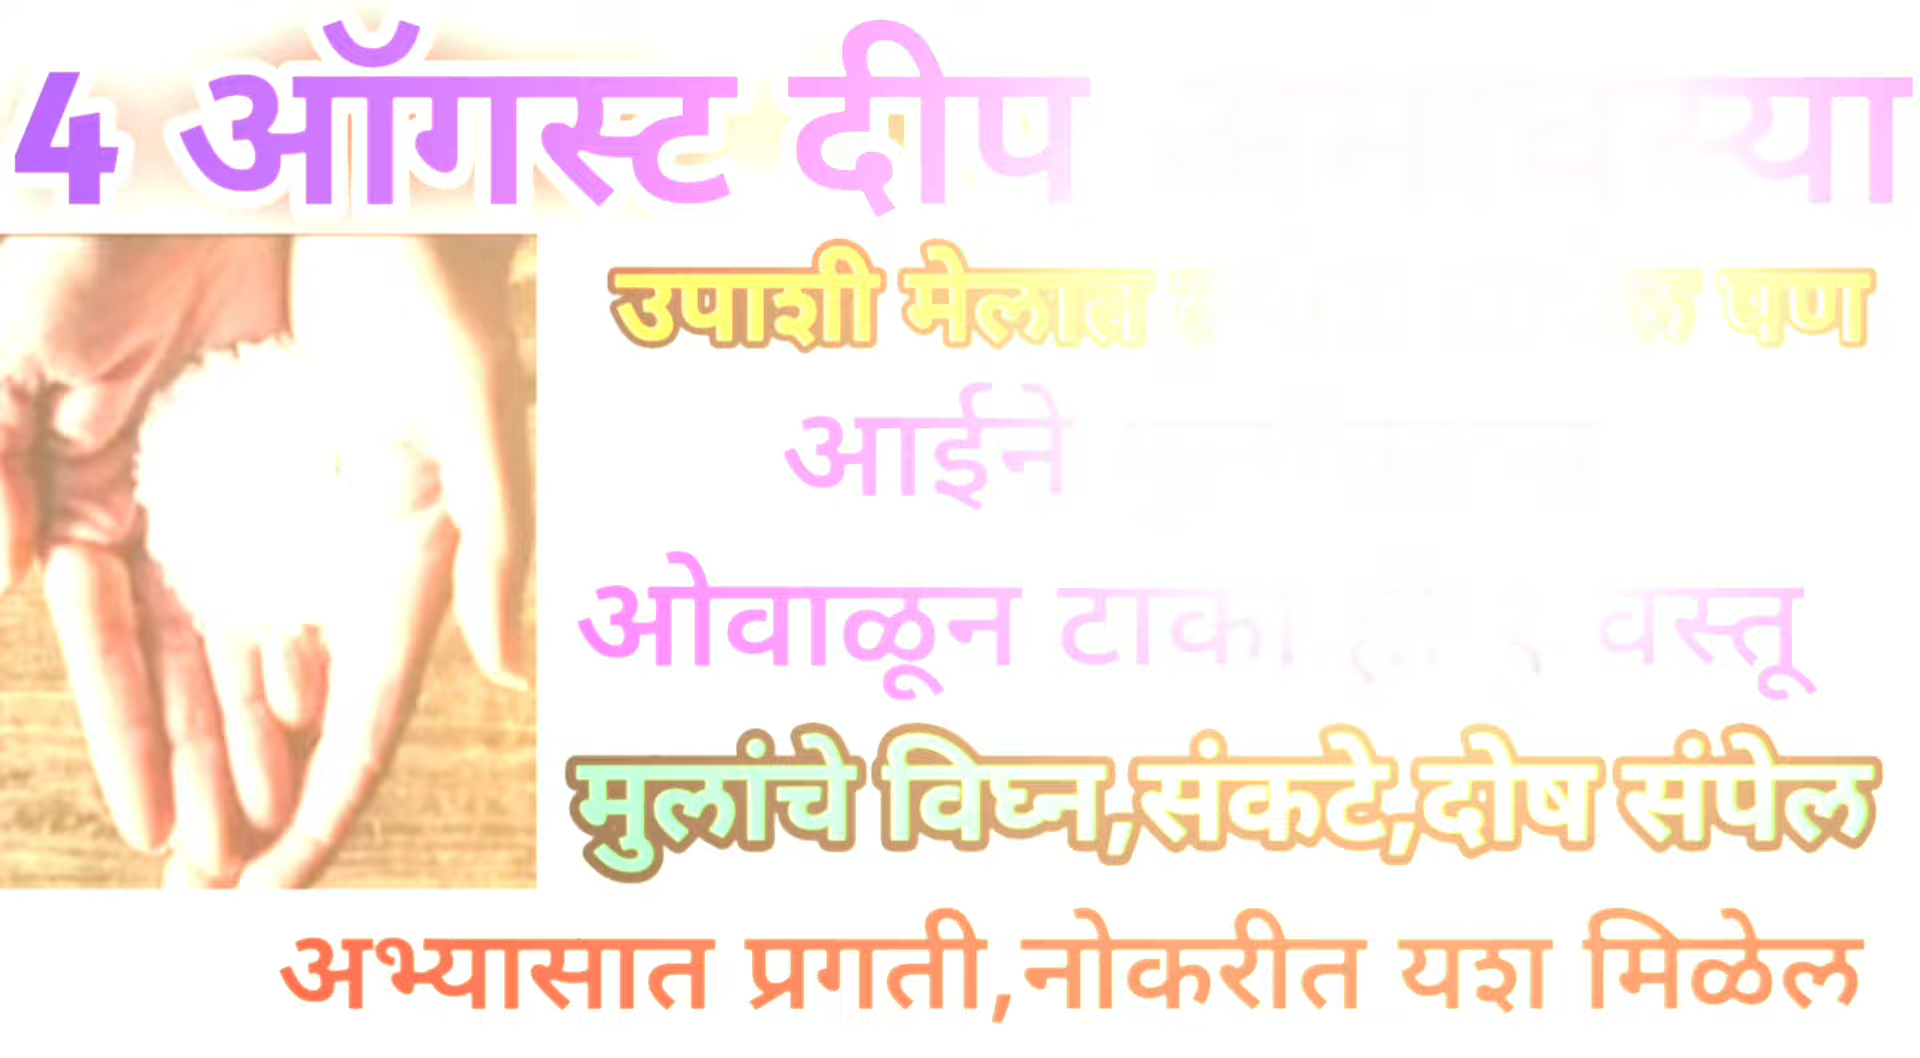 4 ऑगस्ट दीप अमावस्या
उपाशी मेलात पण
आईने
ओवाळून टाका ही वस्तू
मुलांचे विघ्न,संकटे,दोष संपेल
अभ्यासात प्रगती,नोकरीत यश मिळेल